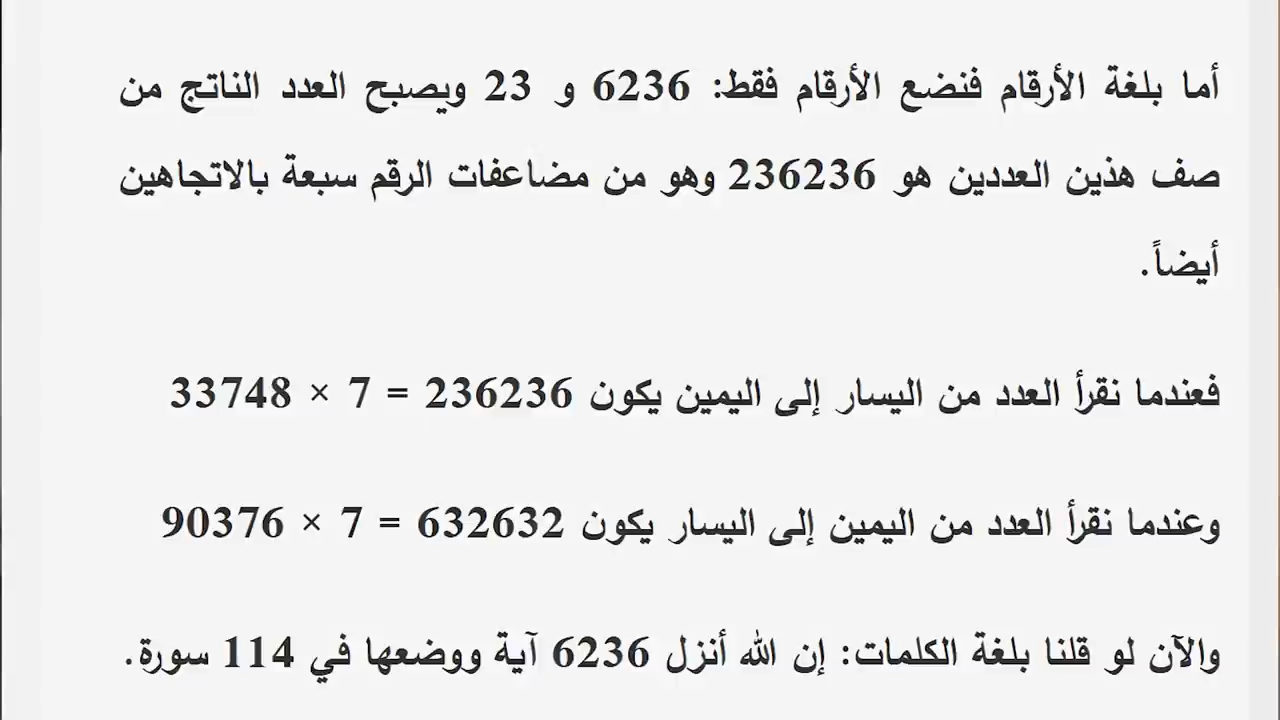 أما بلغة الأرقام فنضع الأرقام فقط: 6236 و 23 ويصبح العدد الناتج من
صف هذين العددين هو 236236 وهو من مضاعفات الرقم سبعة بالاتجاهين
أيضاً.
فعندما نقرأ العدد من اليسار إلى اليمين يكون 236236 = 7 × 33748
وعندما نقرأ العدد من اليمين إلى اليسار يكون 632632 = 7 × 90376
والآن لو قلنا بلغة الكلمات: إن الله أنزل 6236 آية ووضعها في 114 سورة.